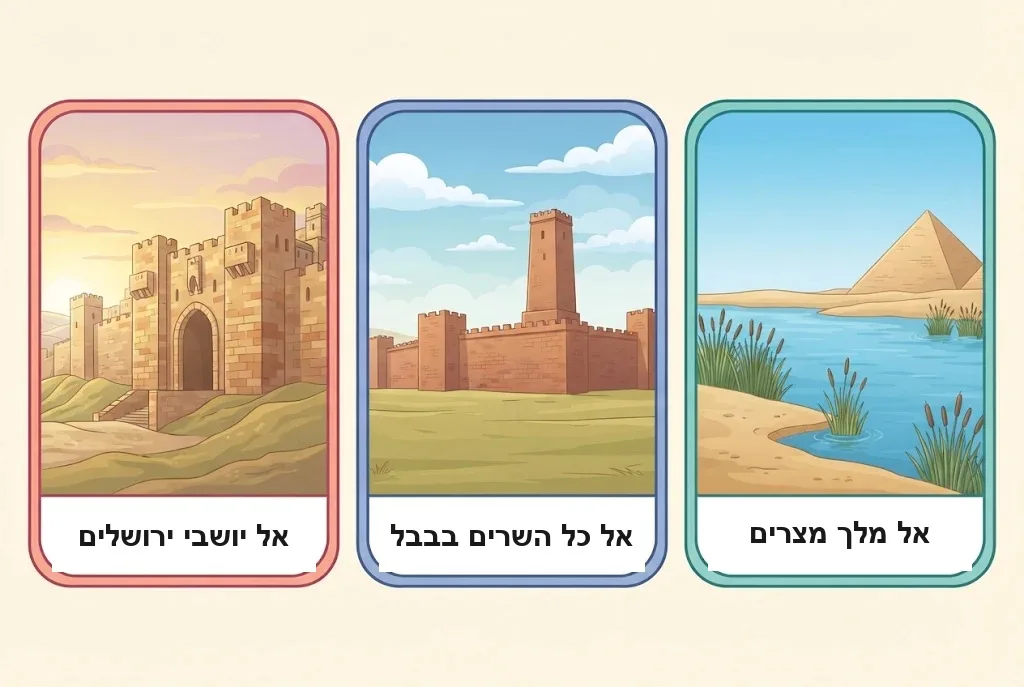 אל מלך מצרים
אל כל השרים בבבל
אל יושבי ירושלים